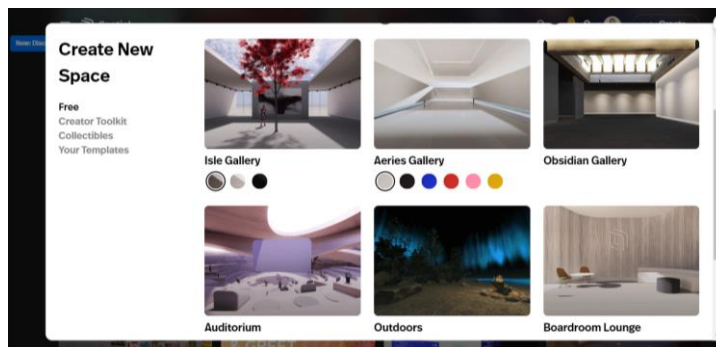 Create New
Space
Free
Creator Toolkit
Collectibles
Your Templates
Isle Gallery
Aeries Gallery
Obsidian Gallery
Auditorium
Outdoors
Boardroom Lounge